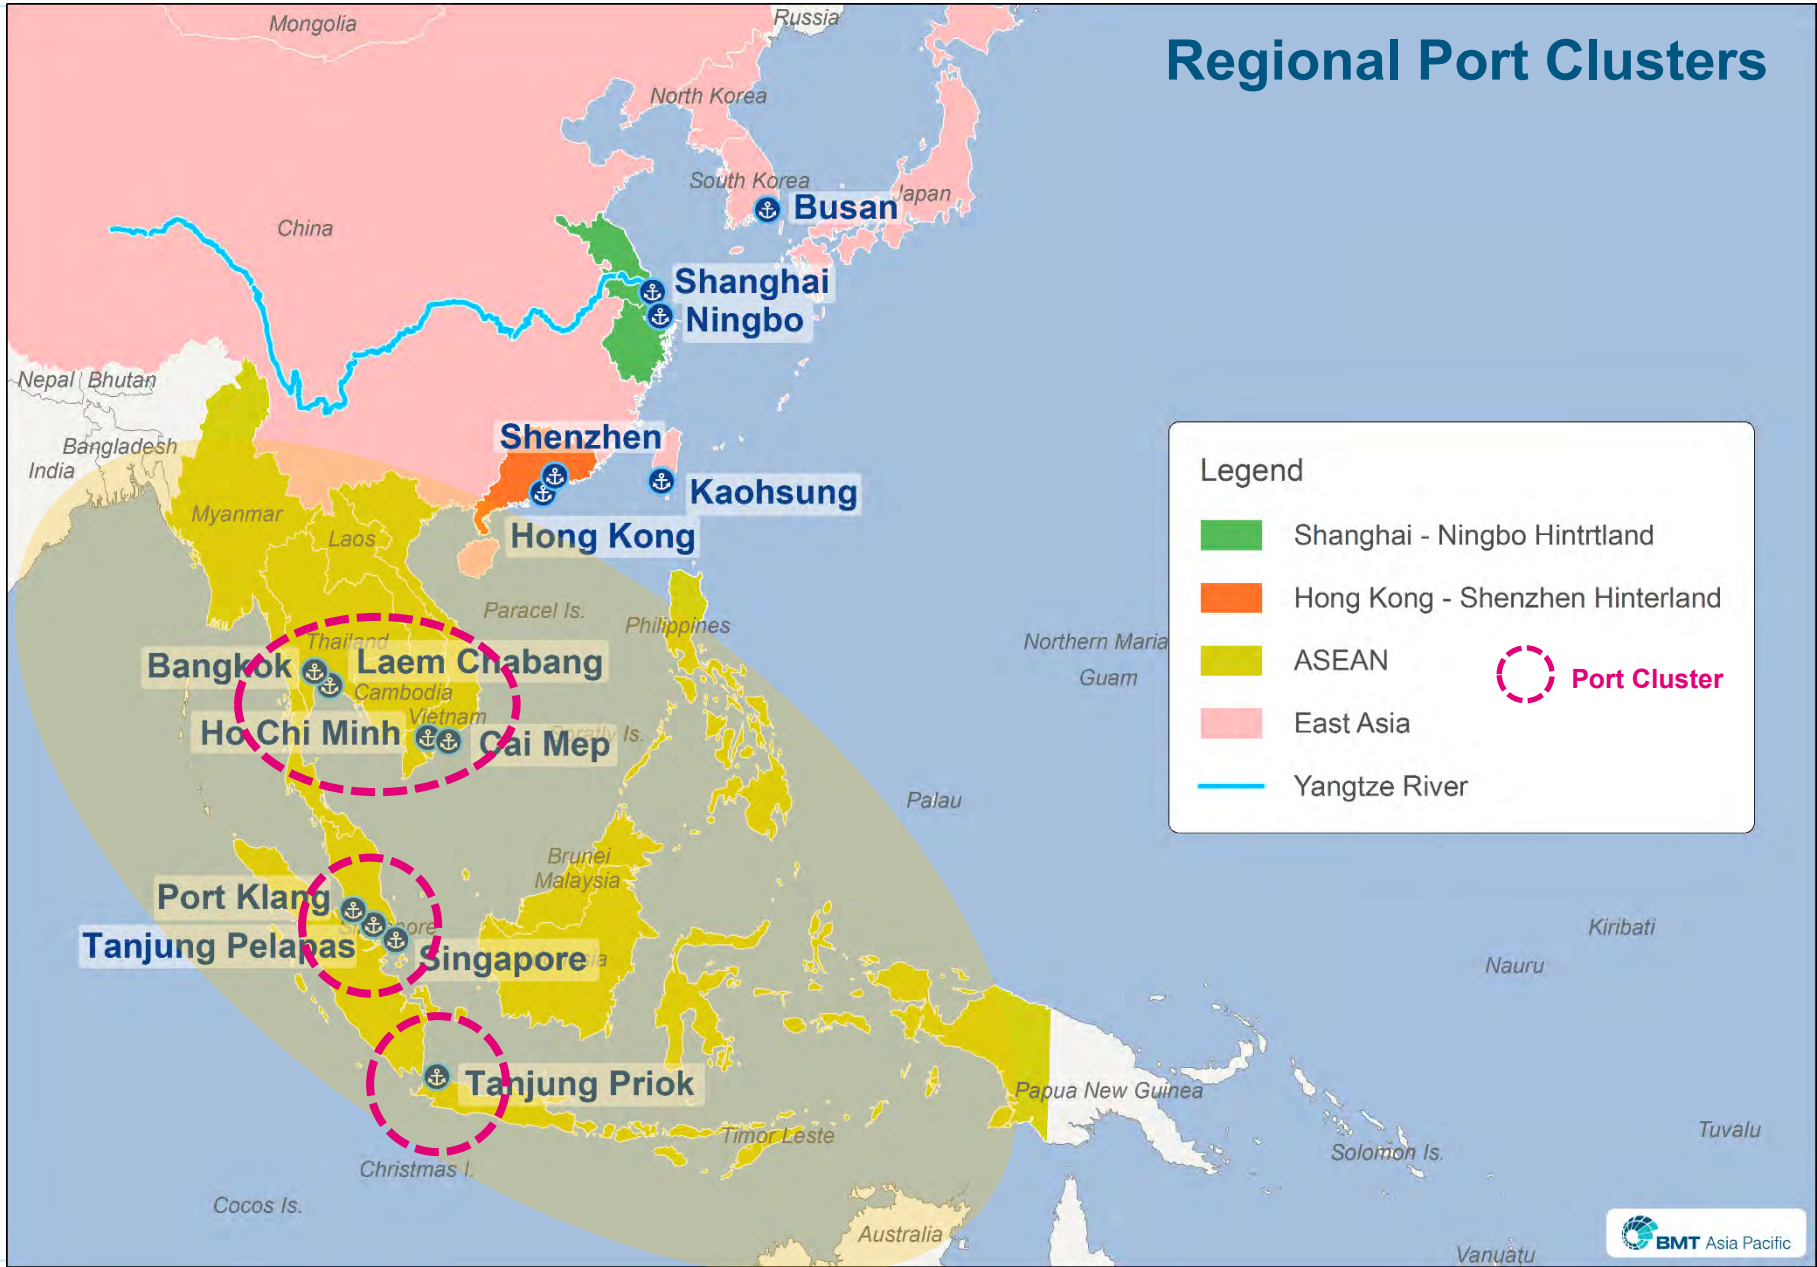 Regional Port Clusters
Mongolia
Russia
North Korea
South Korea
Japan
Busan
China
Shanghai
Ningbo
Nepal
Bhutan
Bangladesh
India
Shenzhen
Kaohsung
Hong Kong
Myanmar
Laos
Paracel Is.
Philippines
Thailand
Bangkok
Laem Chabang
Cambodia
Vietnam
Ho Chi Minh
Cai Mep
Spratly Is.
Northern Maria
Guam
Palau
Legend
Shanghai - Ningbo Hintrtland
Hong Kong - Shenzhen Hinterland
ASEAN
Port Cluster
East Asia
Yangtze River
Brunei
Malaysia
Port Klang
Tanjung Pelapas
Singapore
Kiribati
Nauru
Tanjung Priok
Papua New Guinea
Timor Leste
Solomon Is.
Tuvalu
Christmas I.
Cocos Is.
Australia
Vanuatu
BMT Asia Pacific